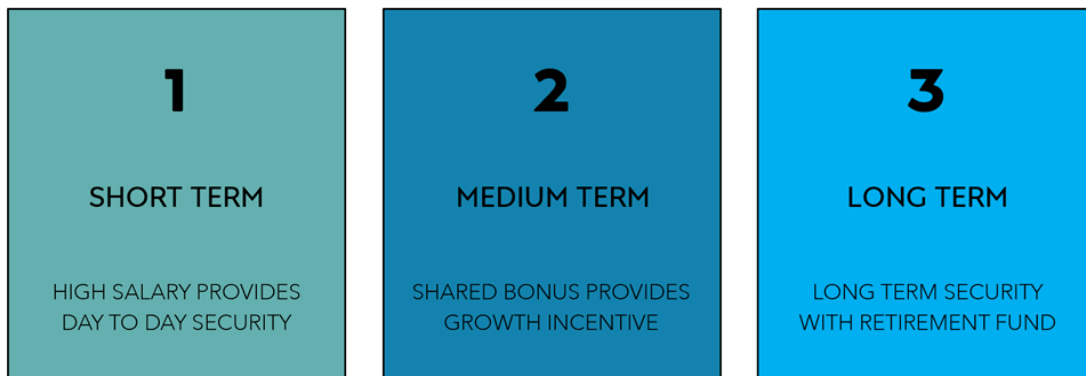 1
SHORT TERM
HIGH SALARY PROVIDES
DAY TO DAY SECURITY
2
MEDIUM TERM
SHARED BONUS PROVIDES
GROWTH INCENTIVE
3
LONG TERM
LONG TERM SECURITY
WITH RETIREMENT FUND